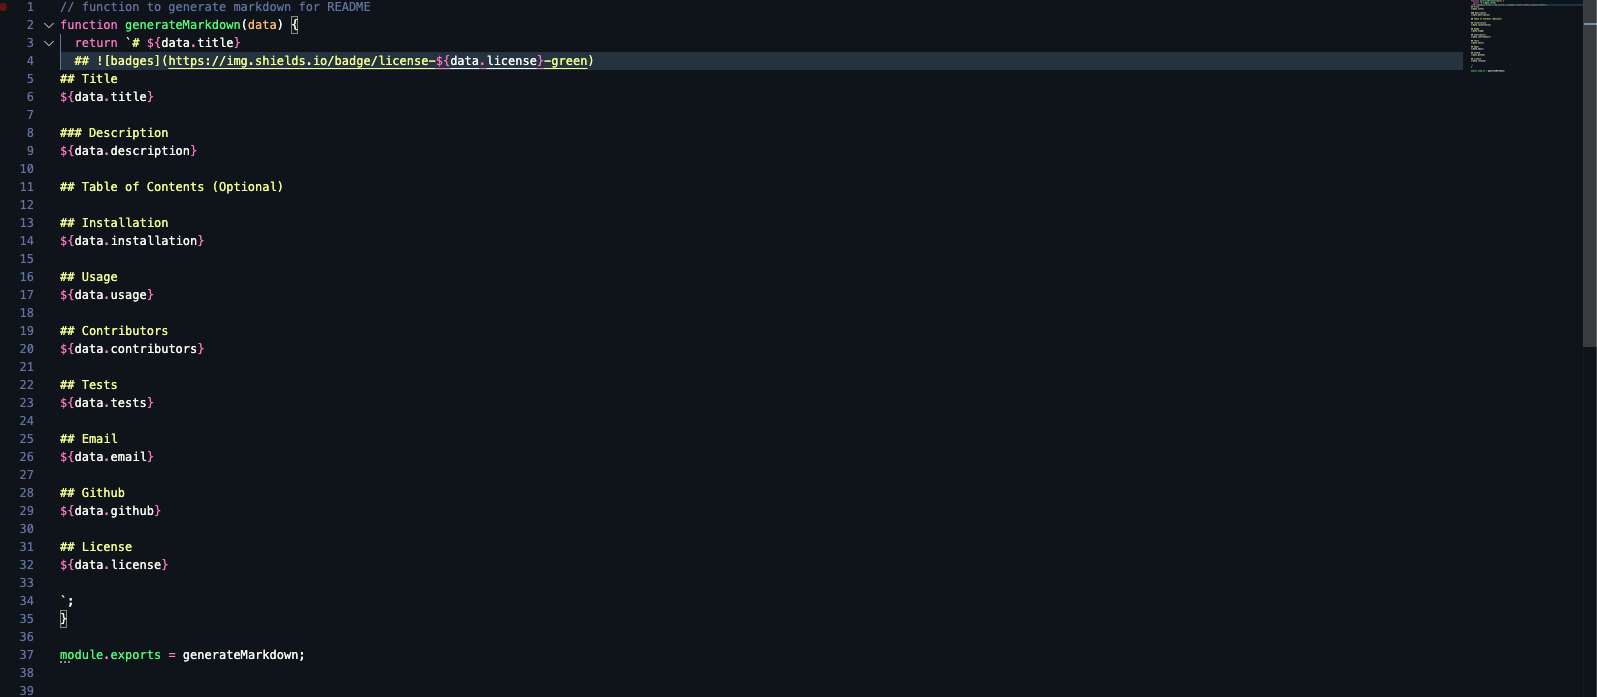 1 // function to generate markdown for README
2 function generateMarkdown(data) {
3 return `# ${data.title}
4 ## ![badges](https://img.shields.io/badge/license-${data.license}-green)
5 ## Title
6 ${data.title}
7
8 ### Description
9 ${data.description}
10
11 ## Table of Contents (Optional)
12
13 ## Installation
14 ${data.installation}
15
16 ## Usage
17 ${data.usage}
18
19 ## Contributors
20 ${data.contributors}
21
22 ## Tests
23 ${data.tests}
24
25 ## Email
26 ${data.email}
27
28 ## Github
29 ${data.github}
30
31 ## License
32 ${data.license}
33
34 `;
35 }
36
37 module.exports = generateMarkdown;
38
39